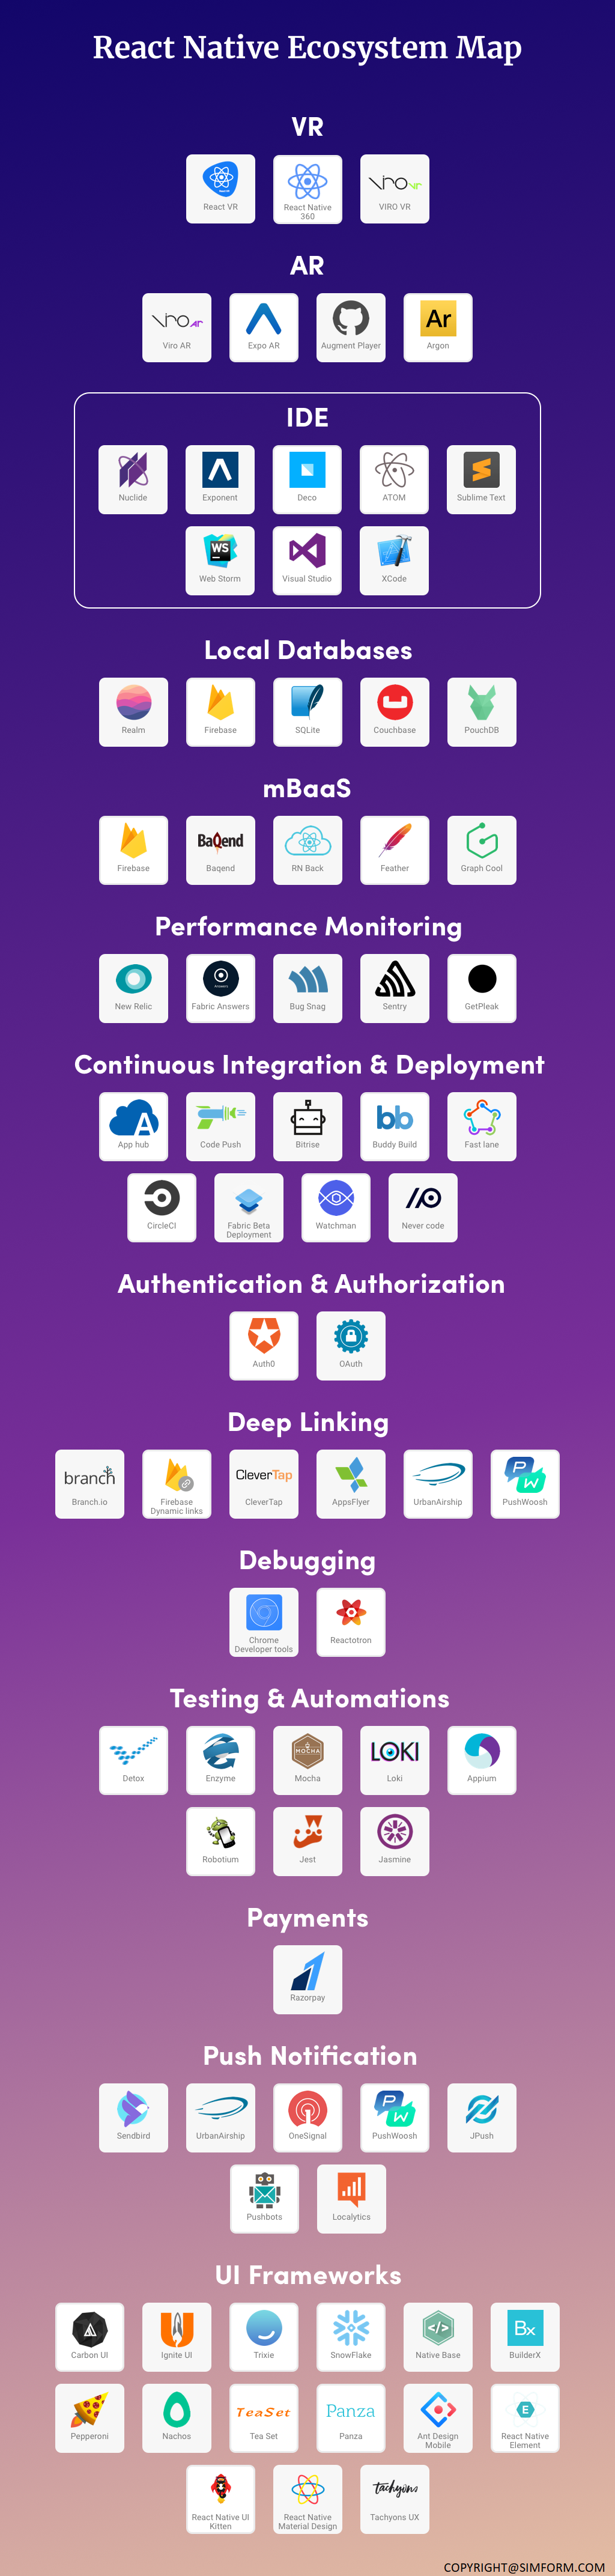 React Native Ecosystem Map
VR
React VR
React Native
360
Viro VR
VIRO VR
AR
Viro AR
Viro AR
Expo AR
Augment Player
Ar
Argon
IDE
Nuclide
Exponent
Deco
ATOM
Sublime Text
WS
Web Storm
Visual Studio
XCode
Local Databases
Realm
Firebase
SQLite
Couchbase
PouchDB
mBaaS
Firebase
BaQend
Baqend
RN Back
Feather
Graph Cool
Performance Monitoring
New Relic
Answers
Fabric Answers
Bug Snag
Sentry
GetPleak
Continuous Integration & Deployment
A
App hub
Code Push
Bitrise
bb
Buddy Build
Fast lane
CircleCI
Fabric Beta
Deployment
Watchman
Never code
Authentication & Authorization
Auth0
OAuth
Deep Linking
branch
Branch.io
Firebase
Dynamic links
CleverTap
CleverTap
AppsFlyer
UrbanAirship
P W
PushWoosh
Debugging
Chrome
Developer tools
Reactotron
Testing & Automations
Detox
Enzyme
MOCHA
Mocha
LOKI
Loki
Appium
Robotium
Jest
Jasmine
Payments
Razorpay
Push Notification
Sendbird
UrbanAirship
OneSignal
P W
PushWoosh
JPush
Pushbots
Localytics
UI Frameworks
Carbon UI
Ignite UI
Trixie
SnowFlake
</>
Native Base
Bx
BuilderX
Pepperoni
Nachos
TeaSet
Tea Set
Panza
Panza
Ant Design
Mobile
E
React Native
Element
React Native UI
Kitten
React Native
Material Design
Tachyons
Tachyons UX
COPYRIGHT@SIMFORM.COM